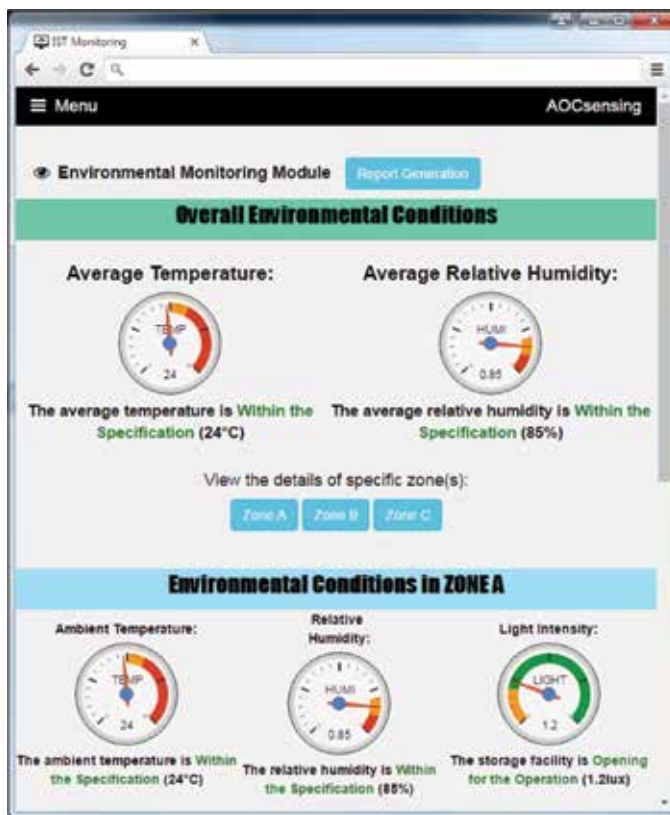 IST Monitoring
Menu AOCsensing
Environmental Monitoring Module Report Generation
Overall Environmental Conditions
Average Temperature: Average Relative Humidity:
TEMP HUMI
24 0.85
The average temperature is Within the
Specification (24°C)
The average relative humidity is Within the
Specification (85%)
View the details of specific zone(s):
Zone A Zone B Zone C
Environmental Conditions in ZONE A
Ambient Temperature:
Relative
Humidity:
Light Intensity:
TEMP HUMI LIGHT
24 0.85 1.2
The ambient temperature is Within
the Specification (24°C)
The relative humidity is Within
the Specification (85%)
The storage facility is Opening
for the Operation (1.2lux)